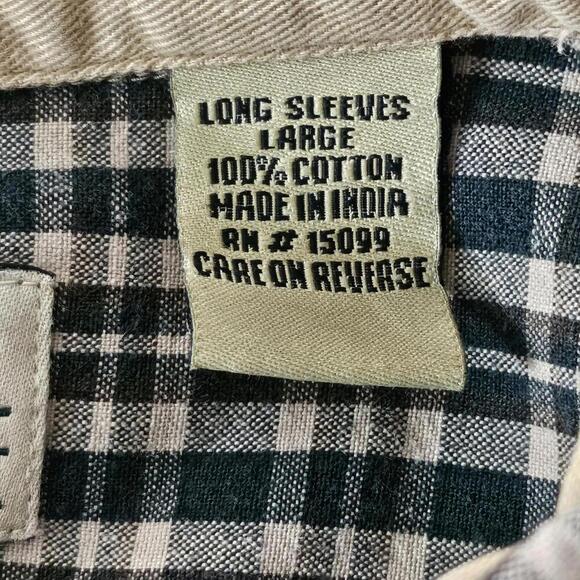 LONG SLEEVES
LARGE
100% COTTON
MADE IN INDIA
RN # 15099
CARE ON REVERSE